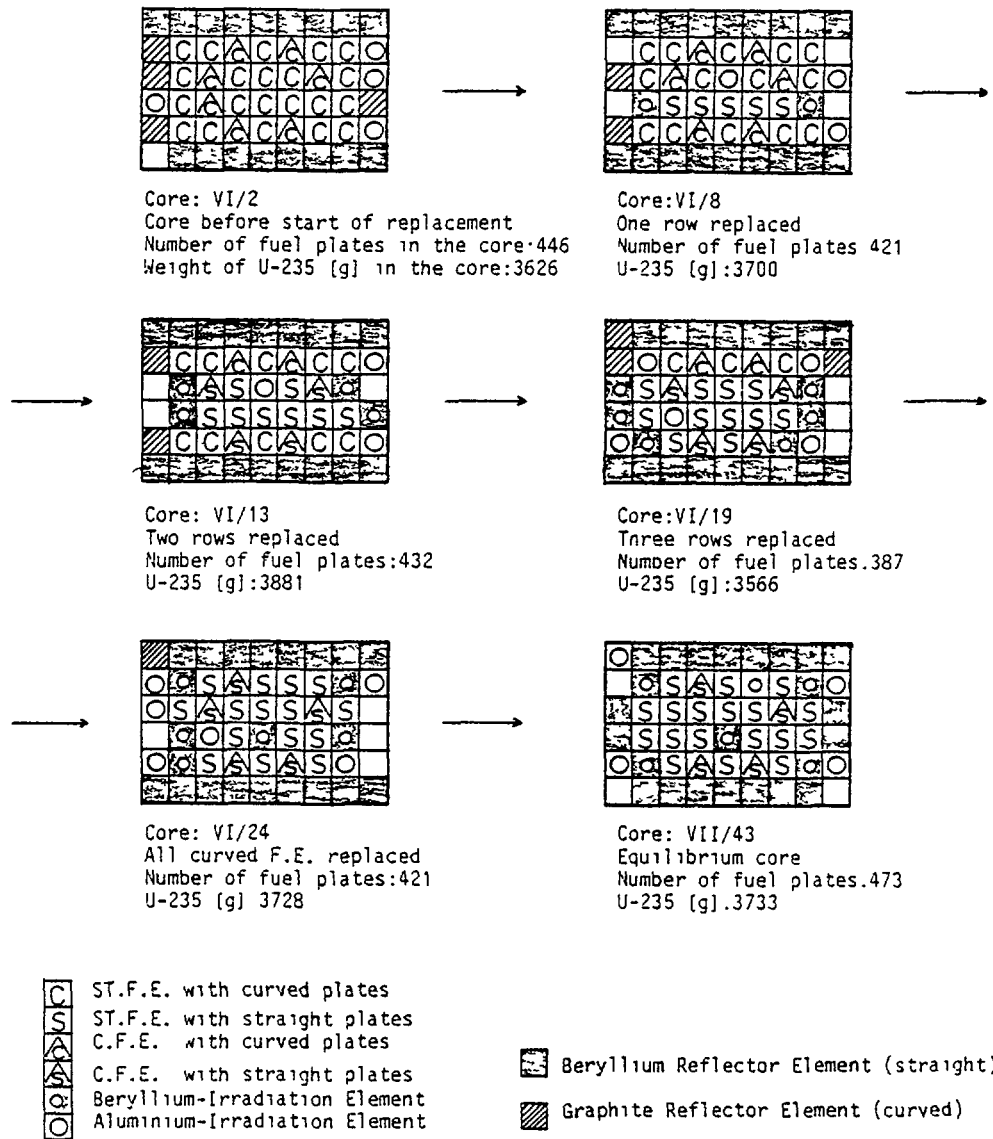 C C C C C C C O
C C C C C C C O
O C C C C C C C
C C C C C C C O
Core: VI/2
Core before start of replacement
Number of fuel plates in the core·446
Weight of U-235 [g] in the core:3626
C C C C C C C
C C C O C C C O
O S S S S S O
C C C C C C C O
Core:VI/8
One row replaced
Number of fuel plates 421
U-235 [g]:3700
C C C C C C C O
O S S O S S O
O S S S S S S O
C C S C S C C O
Core: VI/13
Two rows replaced
Number of fuel plates:432
U-235 [g]:3881
O C C C C C O
O S S S S S S O
O S O S S S S O
O O S S S S O O
Core:VI/19
Three rows replaced
Number of fuel plates.387
U-235 [g]:3566
O O S S S S S O O
O S S S S S S S
O O S O S S O
O O S S S S S O
Core: VI/24
All curved F.E. replaced
Number of fuel plates:421
U-235 [g] 3728
O
O S S S O S O O
S S S S S S S
S S S O S S S
O O S S S S S O O
Core: VII/43
Equilibrium core
Number of fuel plates.473
U-235 [g].3733
C ST.F.E. with curved plates
S ST.F.E. with straight plates
C C.F.E. with curved plates
S C.F.E. with straight plates
O Beryllium-Irradiation Element
O Aluminium-Irradiation Element
Beryllium Reflector Element (straight)
Graphite Reflector Element (curved)